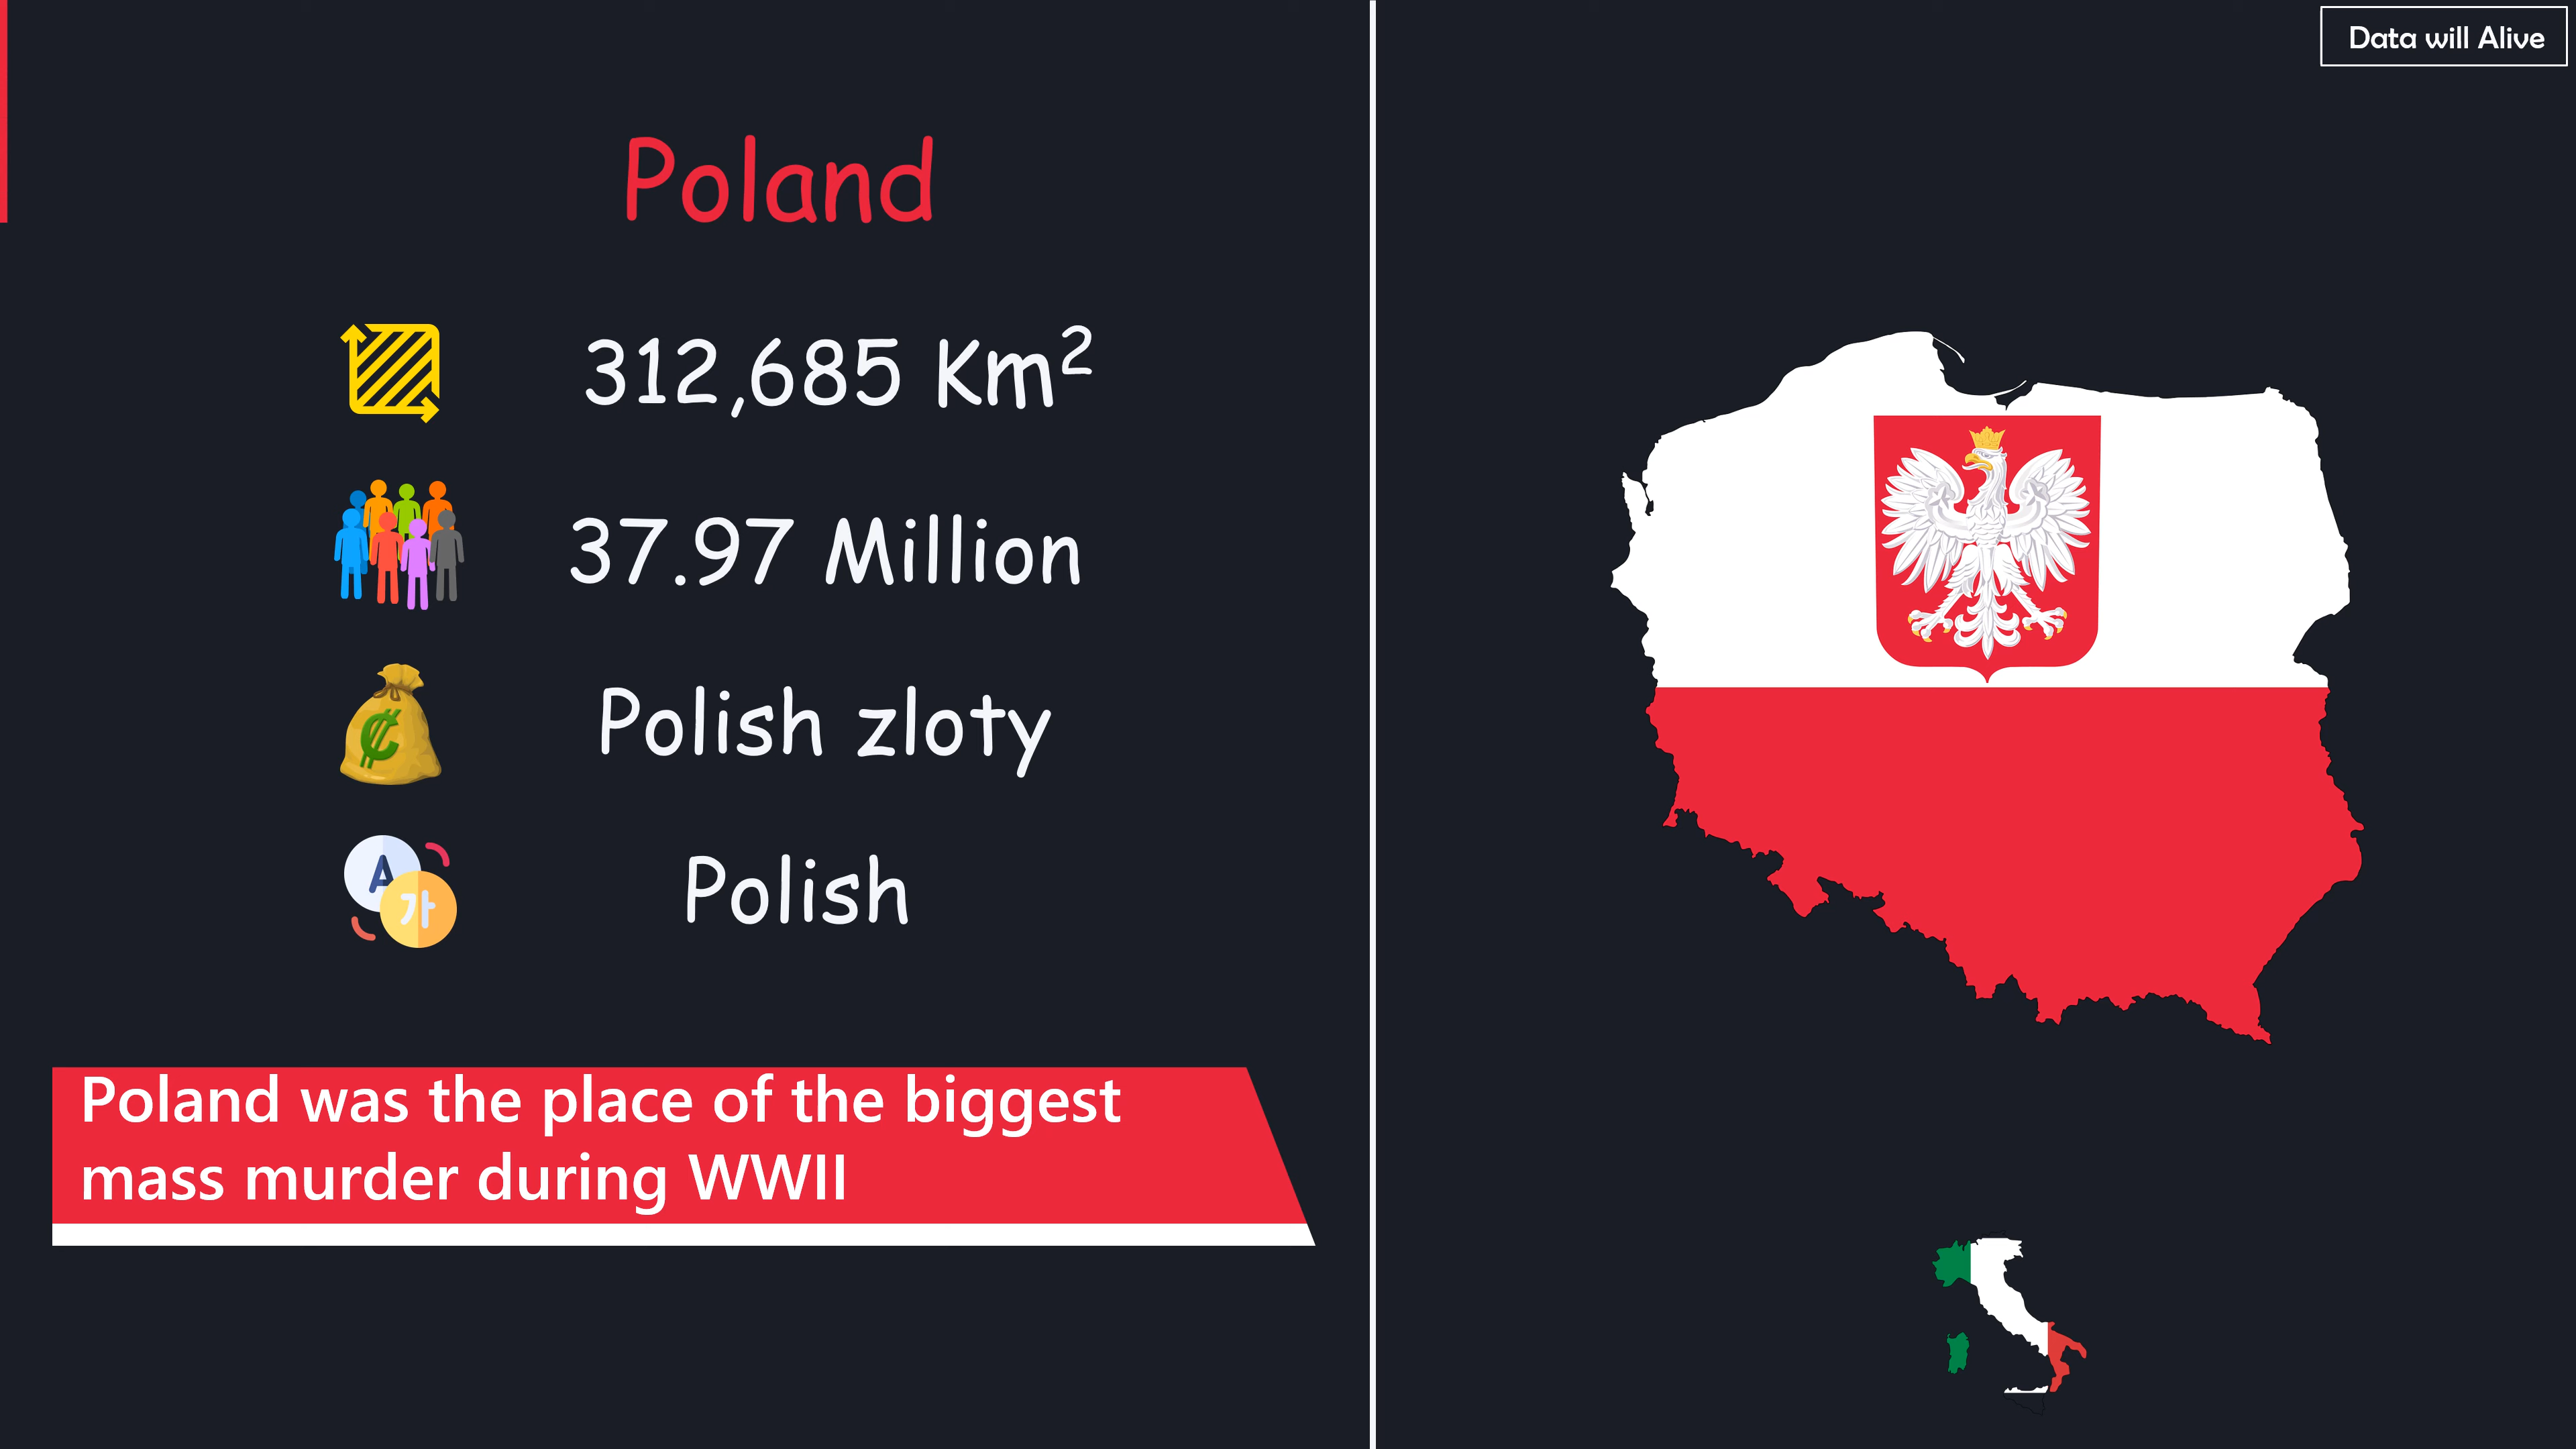 Data will Alive
Poland
312,685 Km²
37.97 Million
₵
Polish zloty
A
가
Polish
Poland was the place of the biggest
mass murder during WWII